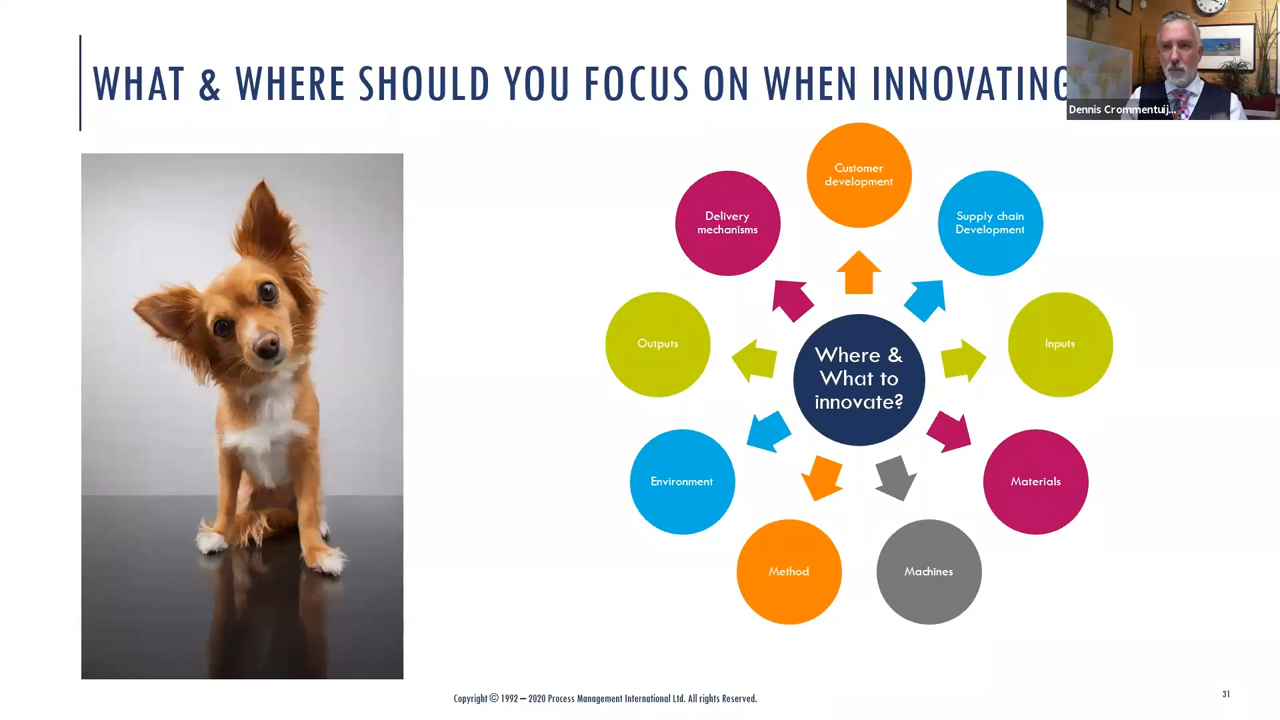 WHAT & WHERE SHOULD YOU FOCUS ON WHEN INNOVATING
Dennis Crommentuij...
Customer
development
Supply chain
Development
Inputs
Materials
Machines
Method
Environment
Outputs
Delivery
mechanisms
Where &
What to
innovate?
Copyright © 1992 – 2020 Process Management International Ltd. All rights Reserved.
31